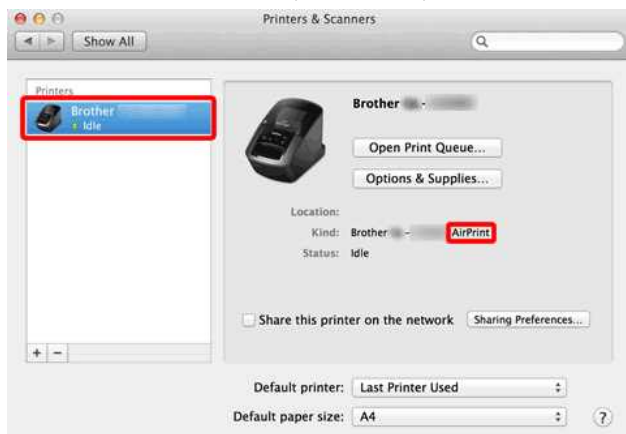 Printers & Scanners
Show All
Printers
Brother
Idle
Brother -
Open Print Queue...
Options & Supplies...
Location:
Kind: Brother - AirPrint
Status: Idle
Share this printer on the network Sharing Preferences...
+ -
Default printer: Last Printer Used
Default paper size: A4
?